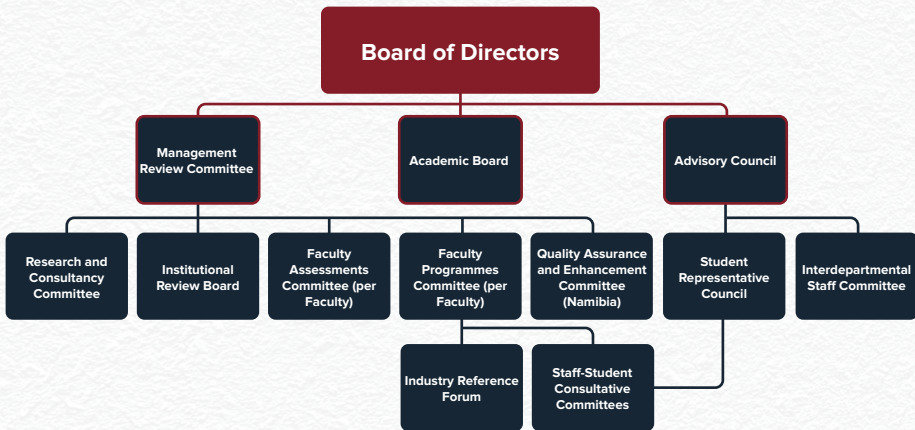 Board of Directors
Management
Review Committee
Academic Board
Advisory Council
Research and
Consultancy
Committee
Institutional
Review Board
Faculty
Assessments
Committee (per
Faculty)
Faculty
Programmes
Committee (per
Faculty)
Quality Assurance
and Enhancement
Committee
(Namibia)
Student
Representative
Council
Interdepartmental
Staff Committee
Industry Reference
Forum
Staff-Student
Consultative
Committees